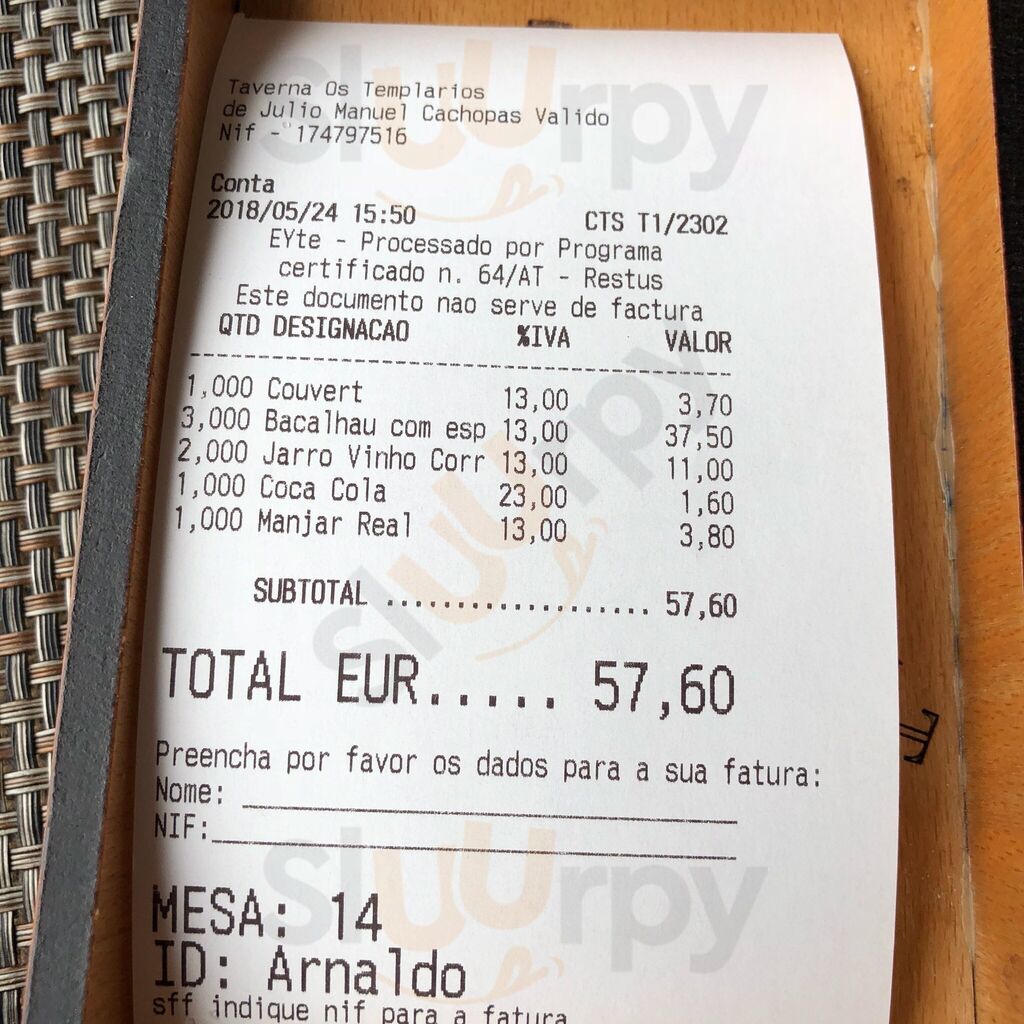 Taverna Os Templarios
de Julio Manuel Cachopas Valido
Nif - 174797516
Conta
2018/05/24 15:50 CTS T1/2302
EYte - Processado por Programa
certificado n. 64/AT - Restus
Este documento nao serve de factura
QTD DESIGNACAO %IVA VALOR
1,000 Couvert 13,00 3,70
3,000 Bacalhau com esp 13,00 37,50
2,000 Jarro Vinho Corr 13,00 11,00
1,000 Coca Cola 23,00 1,60
1,000 Manjar Real 13,00 3,80
SUBTOTAL ..................... 57,60
TOTAL EUR..... 57,60
Preencha por favor os dados para a sua fatura:
Nome:
NIF:
MESA: 14
ID: Arnaldo
sff indique nif para a fatura
slUUrpy
slUUrpy
slUUrpy